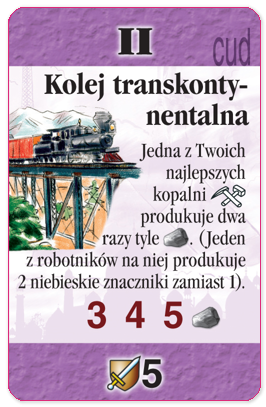 II
cud
Kolej transkonty-
nentalna
Jedna z Twoich
najlepszych
kopalni
produkuje dwa
razy tyle . (Jeden
z robotników na niej produkuje
2 niebieskie znaczniki zamiast 1).
3 4 5
5